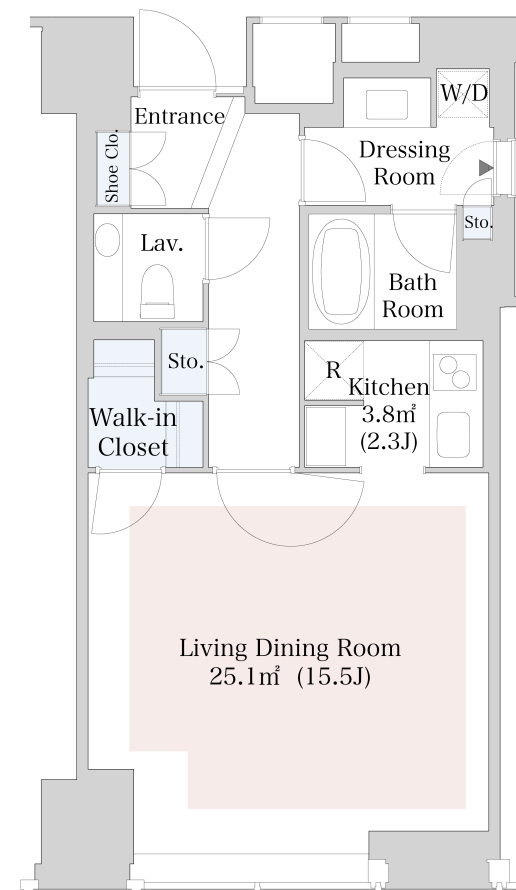 Entrance
W/D
Shoe Clo.
Dressing
Room
Sto.
Lav.
Bath
Room
Sto.
R
Kitchen
3.8㎡
(2.3J)
Walk-in
Closet
Living Dining Room
25.1㎡ (15.5J)